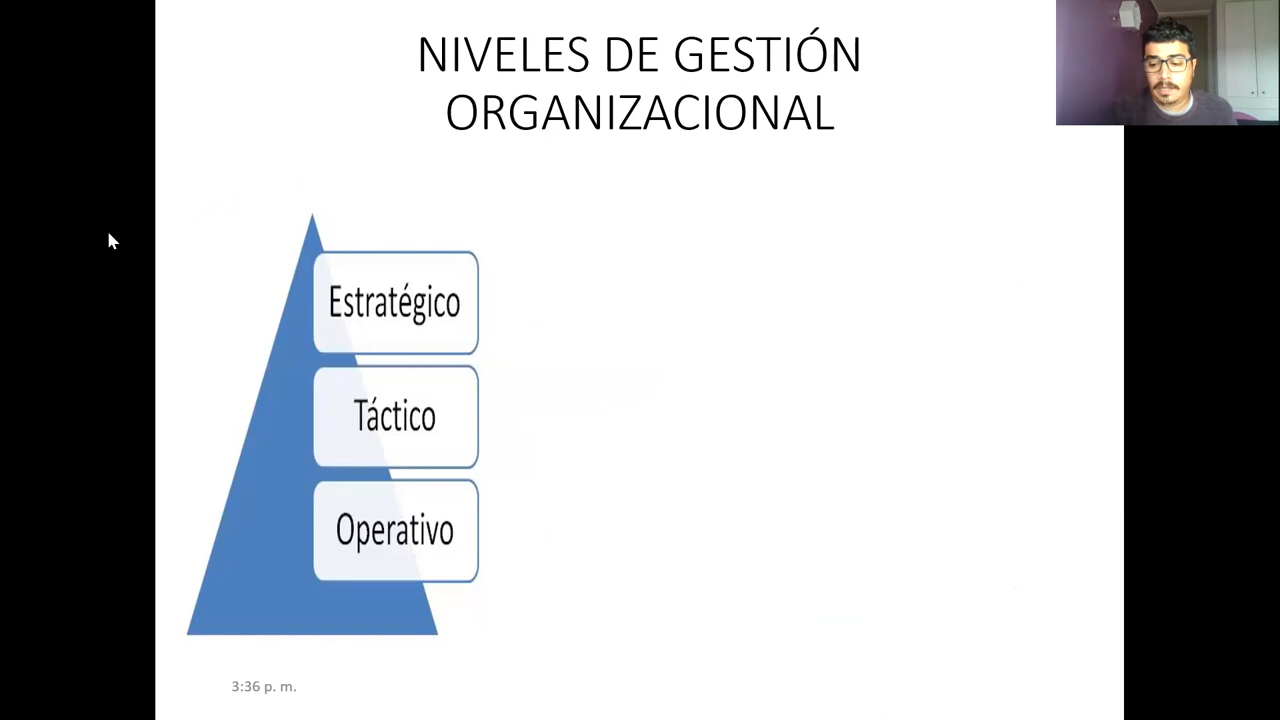 NIVELES DE GESTIÓN
ORGANIZACIONAL
Estratégico
Táctico
Operativo
3:36 p. m.